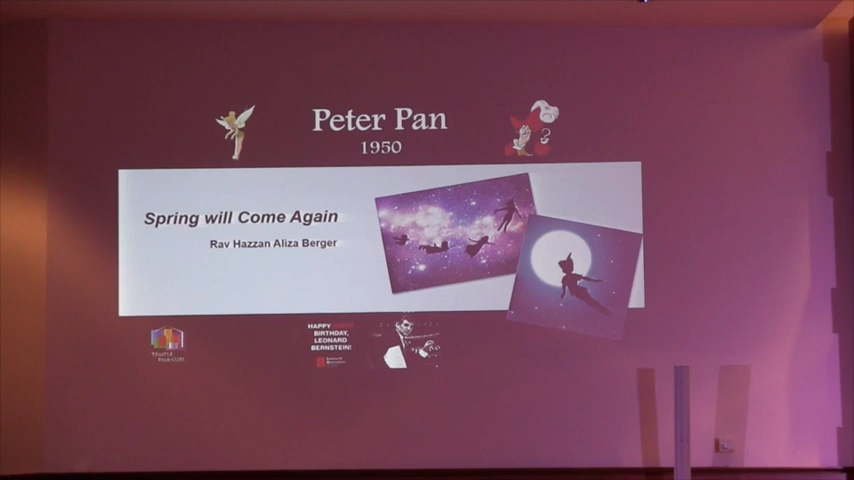 Peter Pan
1950
Spring will Come Again
Rav Hazzan Aliza Berger
HAPPY
BIRTHDAY,
LEONARD
BERNSTEIN!